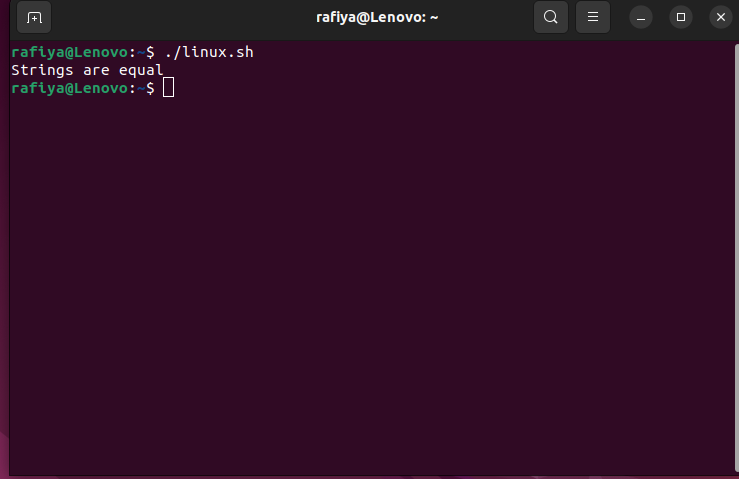 rafiya@Lenovo: ~
rafiya@Lenovo:~$ ./linux.sh
Strings are equal
rafiya@Lenovo:~$